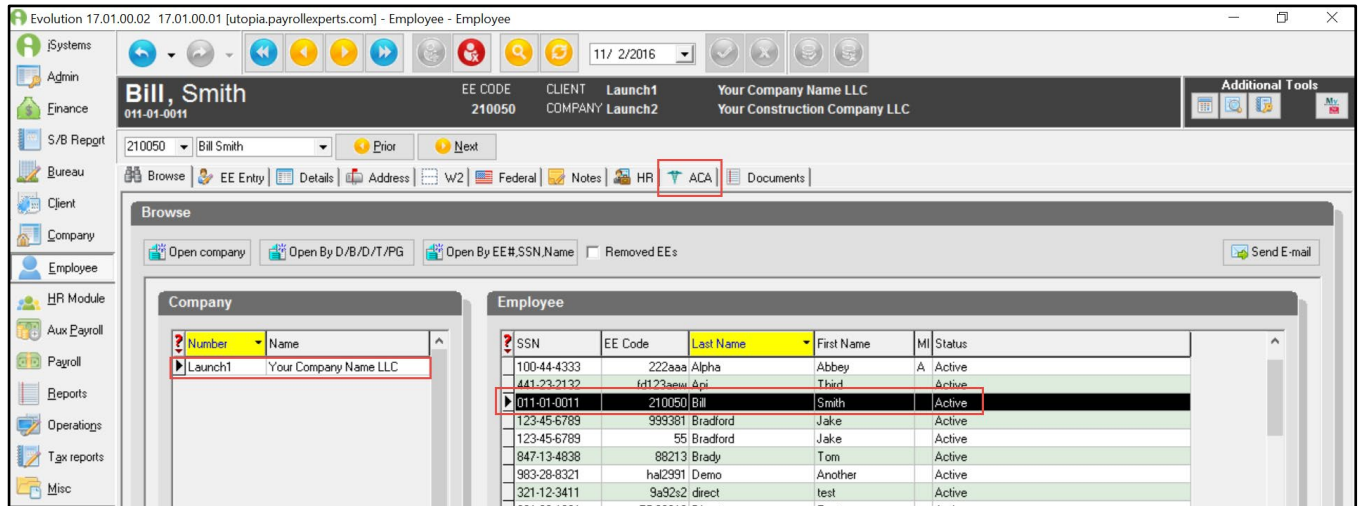 Evolution 17.01.00.02 17.01.00.01 [utopia.payrollexperts.com] - Employee - Employee
iSystems
Admin
Finance
S/B Report
Bureau
Client
Company
Employee
HR Module
Aux Payroll
Payroll
Reports
Operations
Tax reports
Misc
11/ 2/2016
Bill, Smith
011-01-0011
EE CODE
210050
CLIENT Launch1 Your Company Name LLC
COMPANY Launch2 Your Construction Company LLC
Additional Tools
My
210050 Bill Smith Prior Next
Browse EE Entry Details Address W2 Federal Notes HR ACA Documents
Browse
Open company Open By D/B/D/T/PG Open By EE#,SSN,Name Removed EEs Send E-mail
Company
? Number Name
Launch1 Your Company Name LLC
Employee
? SSN EE Code Last Name First Name MI Status
100-44-4333 222aaa Alpha Abbey A Active
441-23-2132 fd123aew Api Third Active
011-01-0011 210050 Bill Smith Active
123-45-6789 999381 Bradford Jake Active
123-45-6789 55 Bradford Jake Active
847-13-4838 88213 Brady Tom Active
983-28-8321 hal2991 Demo Another Active
321-12-3411 9a92s2 direct test Active